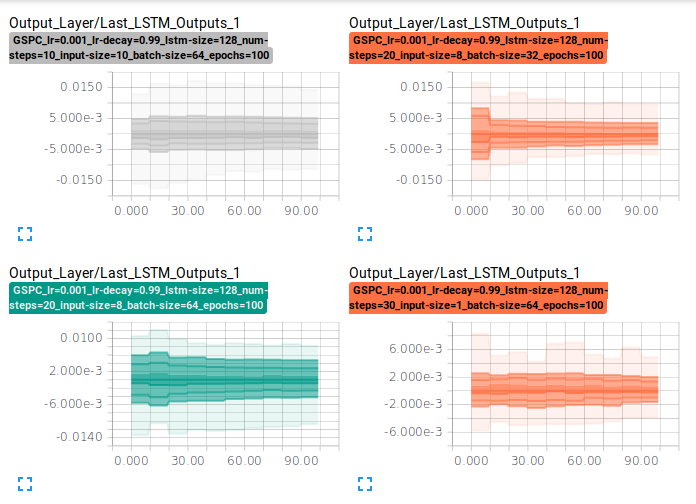 Output_Layer/Last_LSTM_Outputs_1
GSPC_lr=0.001_lr-decay=0.99_lstm-size=128_num-
steps=10_input-size=10_batch-size=64_epochs=100
0.0150
5.000e-3
-5.000e-3
-0.0150
0.000 30.00 60.00 90.00
Output_Layer/Last_LSTM_Outputs_1
GSPC_lr=0.001_lr-decay=0.99_lstm-size=128_num-
steps=20_input-size=8_batch-size=32_epochs=100
0.0150
5.000e-3
-5.000e-3
-0.0150
0.000 30.00 60.00 90.00
Output_Layer/Last_LSTM_Outputs_1
GSPC_lr=0.001_lr-decay=0.99_lstm-size=128_num-
steps=20_input-size=8_batch-size=64_epochs=100
0.0100
2.000e-3
-6.000e-3
-0.0140
0.000 30.00 60.00 90.00
Output_Layer/Last_LSTM_Outputs_1
GSPC_lr=0.001_lr-decay=0.99_lstm-size=128_num-
steps=30_input-size=1_batch-size=64_epochs=100
6.000e-3
2.000e-3
-2.000e-3
-6.000e-3
0.000 30.00 60.00 90.00